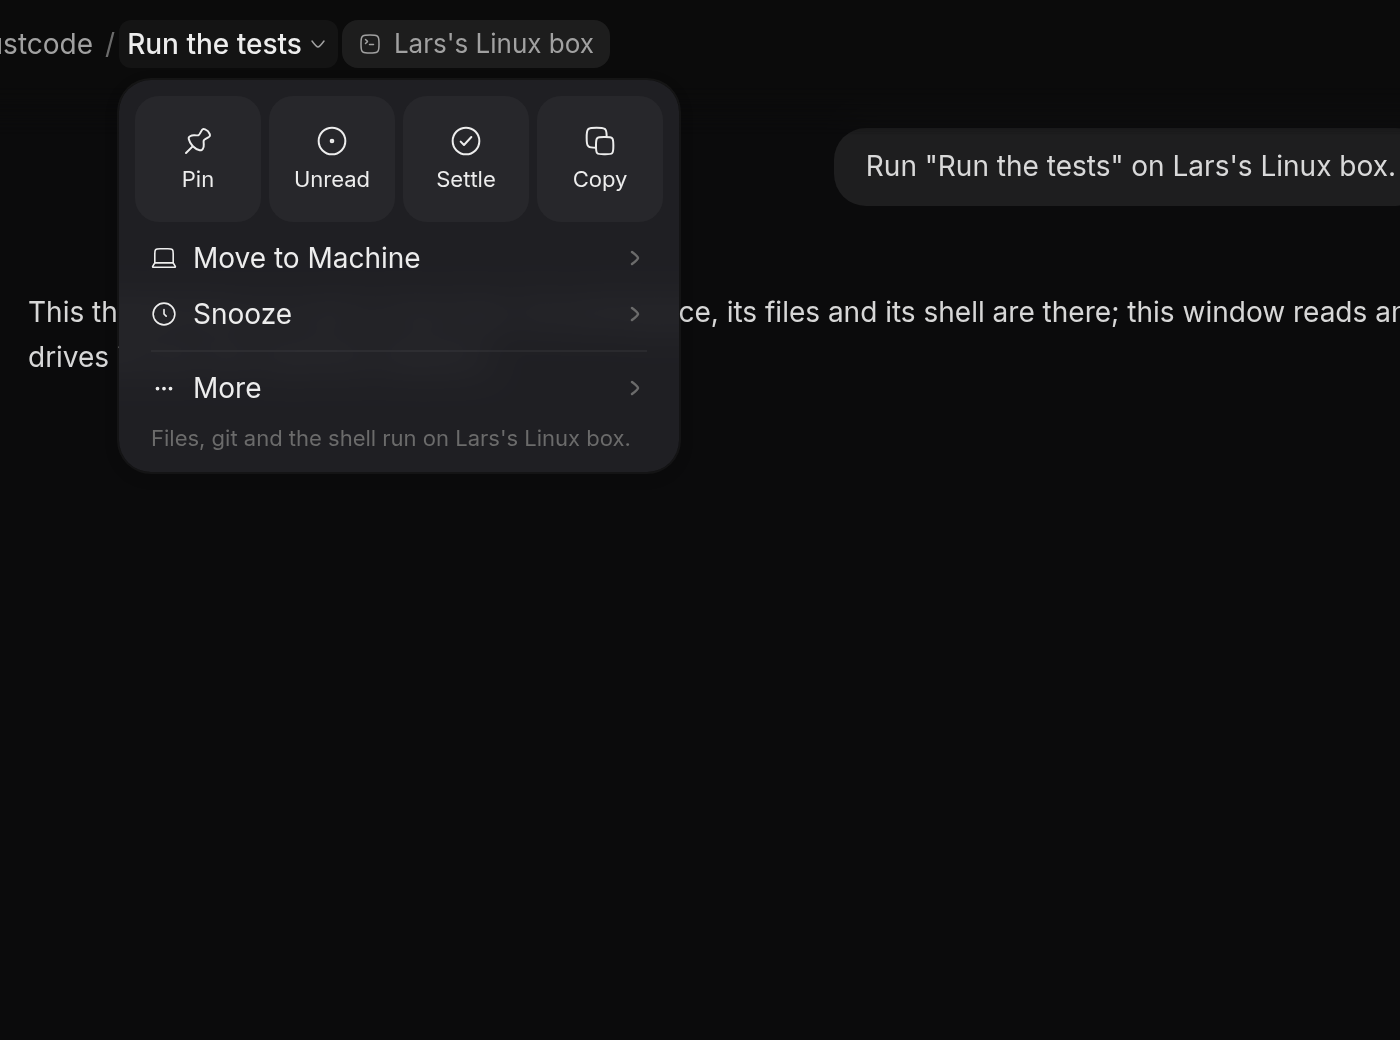 stcode / Run the tests Lars's Linux box
Pin Unread Settle Copy
Run "Run the tests" on Lars's Linux box.
Move to Machine
This th ce, its files and its shell are there; this window reads an
Snooze
drives
More
Files, git and the shell run on Lars's Linux box.